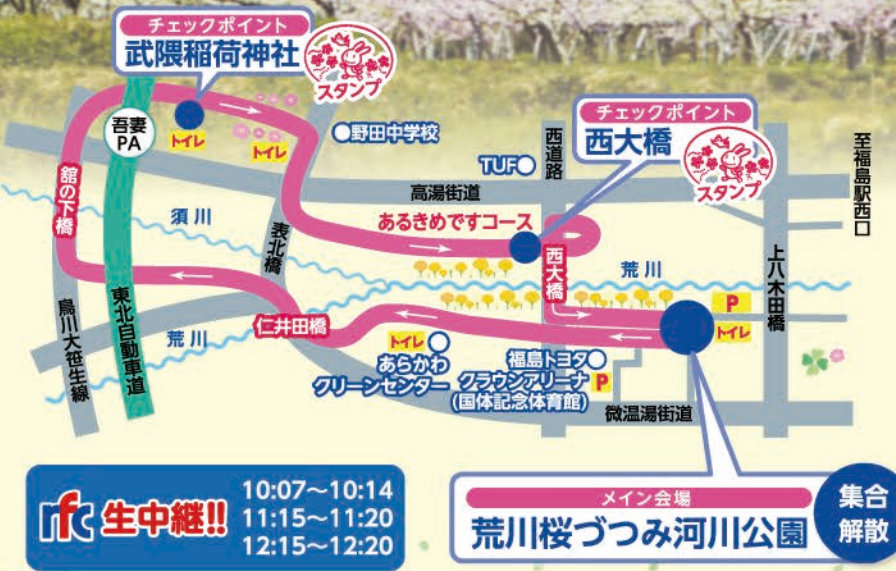 チェックポイント
武隈稲荷神社
スタンプ
吾妻
PA
トイレ
トイレ
野田中学校
TUF
西道路
チェックポイント
西大橋
スタンプ
至福島駅西口
高湯街道
舘の下橋
須川
表北橋
あるきめですコース
西大橋
荒川
上八木田橋
P
トイレ
鳥川大笹生線
東北自動車道
荒川
仁井田橋
トイレ
あらかわ
グリーンセンター
福島トヨタ
クラウンアリーナ
(国体記念体育館)
P
微温湯街道
rfc 生中継!!
10:07～10:14
11:15～11:20
12:15～12:20
メイン会場
荒川桜づつみ河川公園
集合
解散